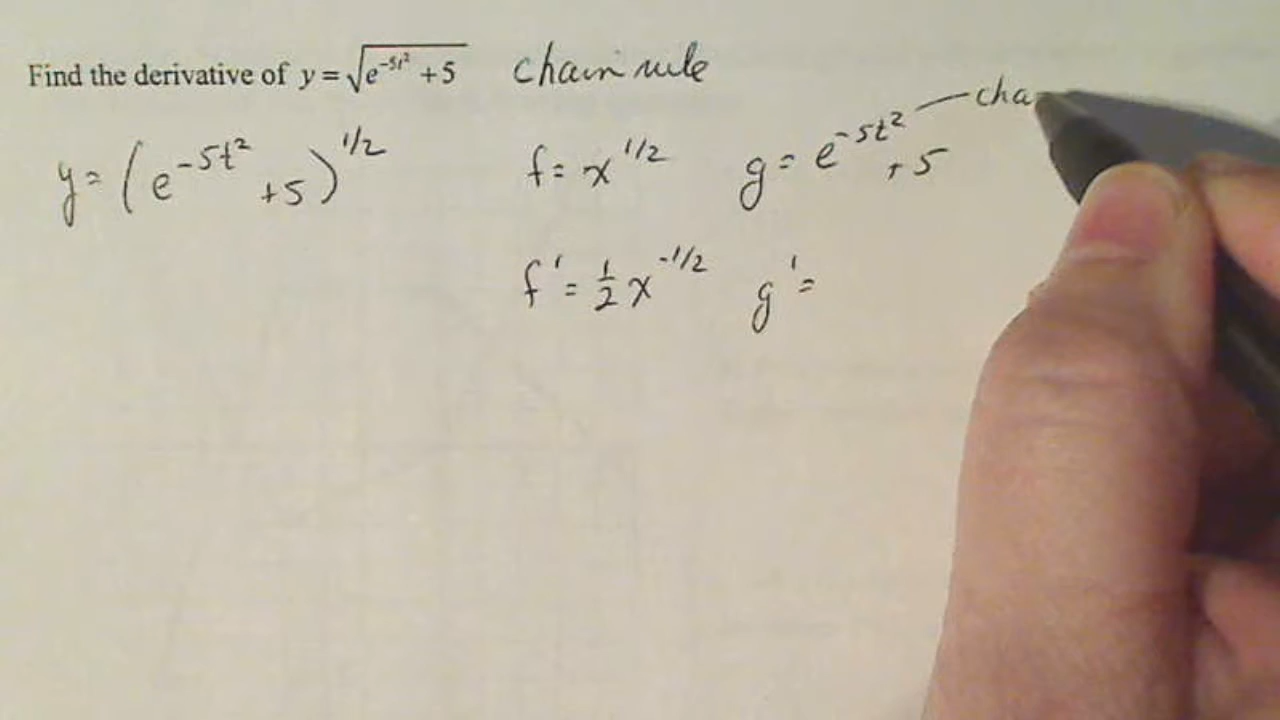 Find the derivative of y = √(e^{-5t²} + 5) chain rule
y = (e^{-5t²} + 5)^{1/2} f = x^{1/2} g = e^{-5t²} + 5 — cha
f' = 1/2 x^{-1/2} g' =